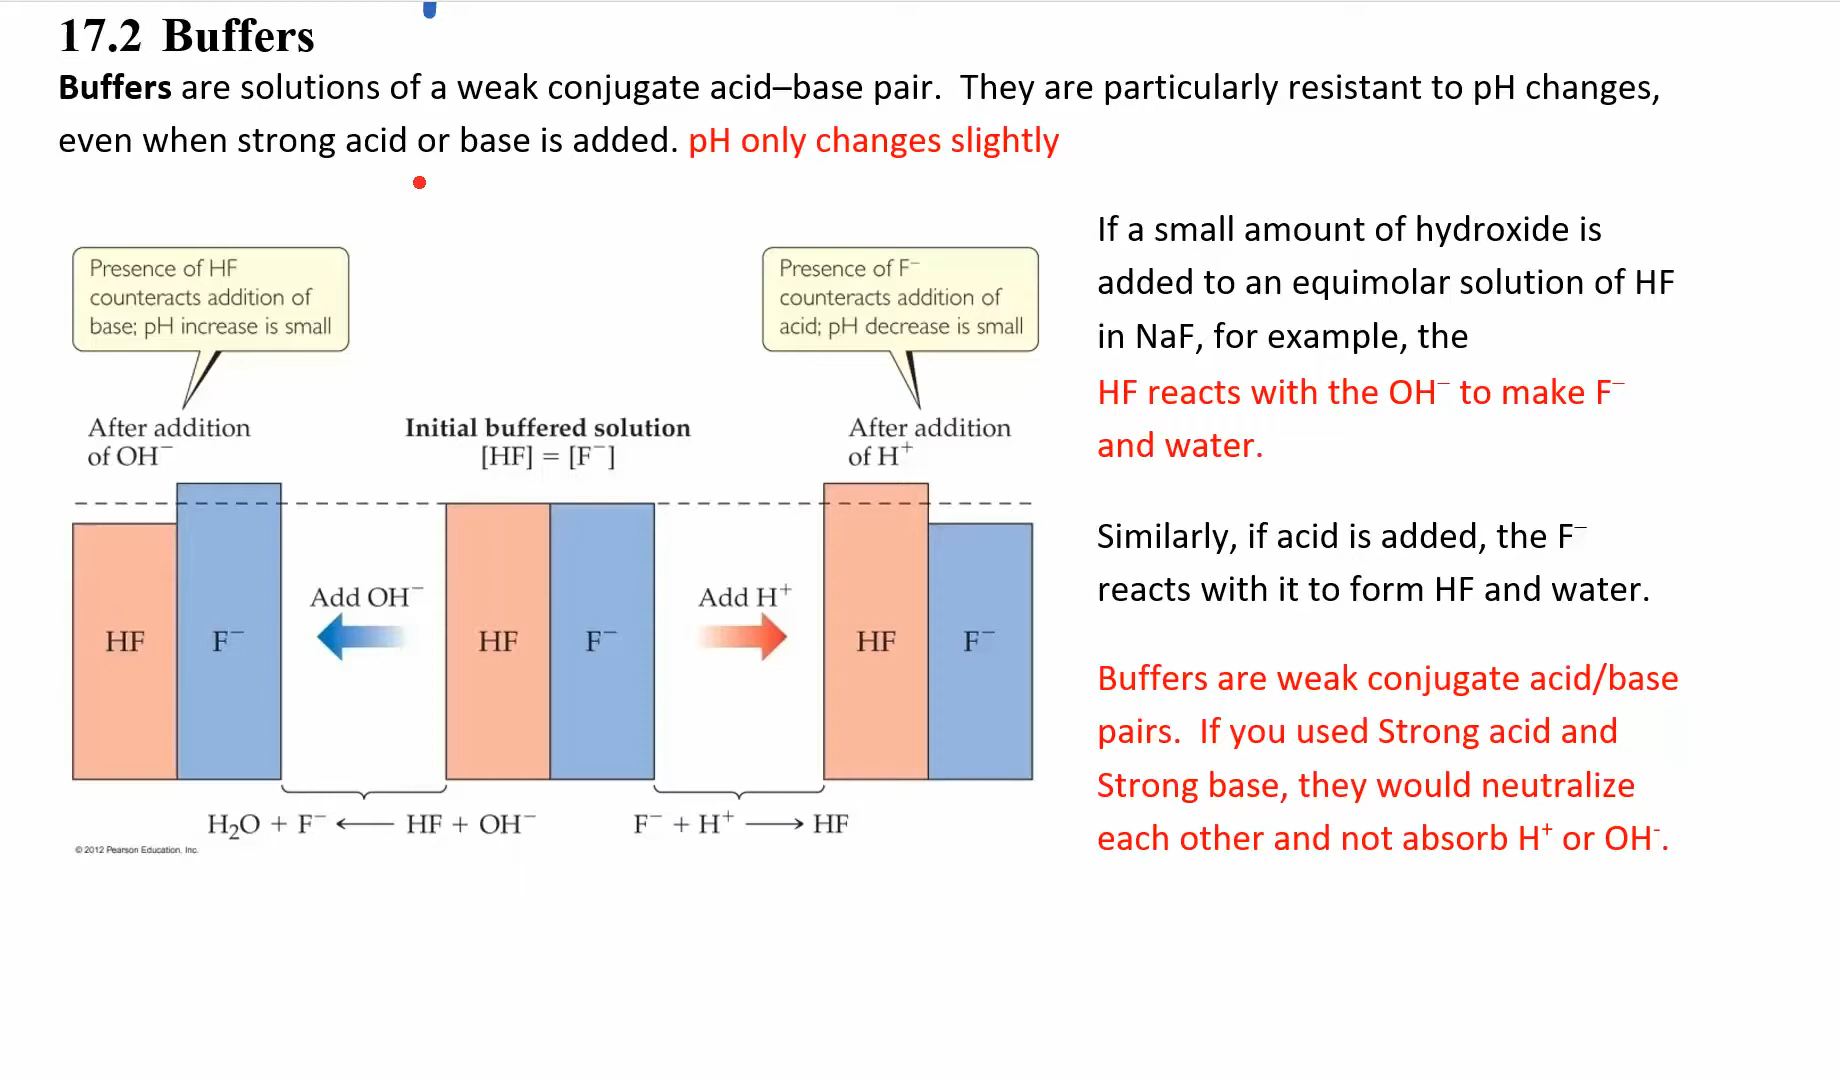 17.2 Buffers
Buffers are solutions of a weak conjugate acid–base pair. They are particularly resistant to pH changes,
even when strong acid or base is added. pH only changes slightly
Presence of HF
counteracts addition of
base; pH increase is small
Presence of F⁻
counteracts addition of
acid; pH decrease is small
After addition
of OH⁻
Initial buffered solution
[HF] = [F⁻]
After addition
of H⁺
HF
F⁻
Add OH⁻
HF
F⁻
Add H⁺
HF
F⁻
H₂O + F⁻ ⟵ HF + OH⁻
F⁻ + H⁺ ⟶ HF
© 2012 Pearson Education, Inc.
If a small amount of hydroxide is
added to an equimolar solution of HF
in NaF, for example, the
HF reacts with the OH⁻ to make F⁻
and water.
Similarly, if acid is added, the F⁻
reacts with it to form HF and water.
Buffers are weak conjugate acid/base
pairs. If you used Strong acid and
Strong base, they would neutralize
each other and not absorb H⁺ or OH⁻.